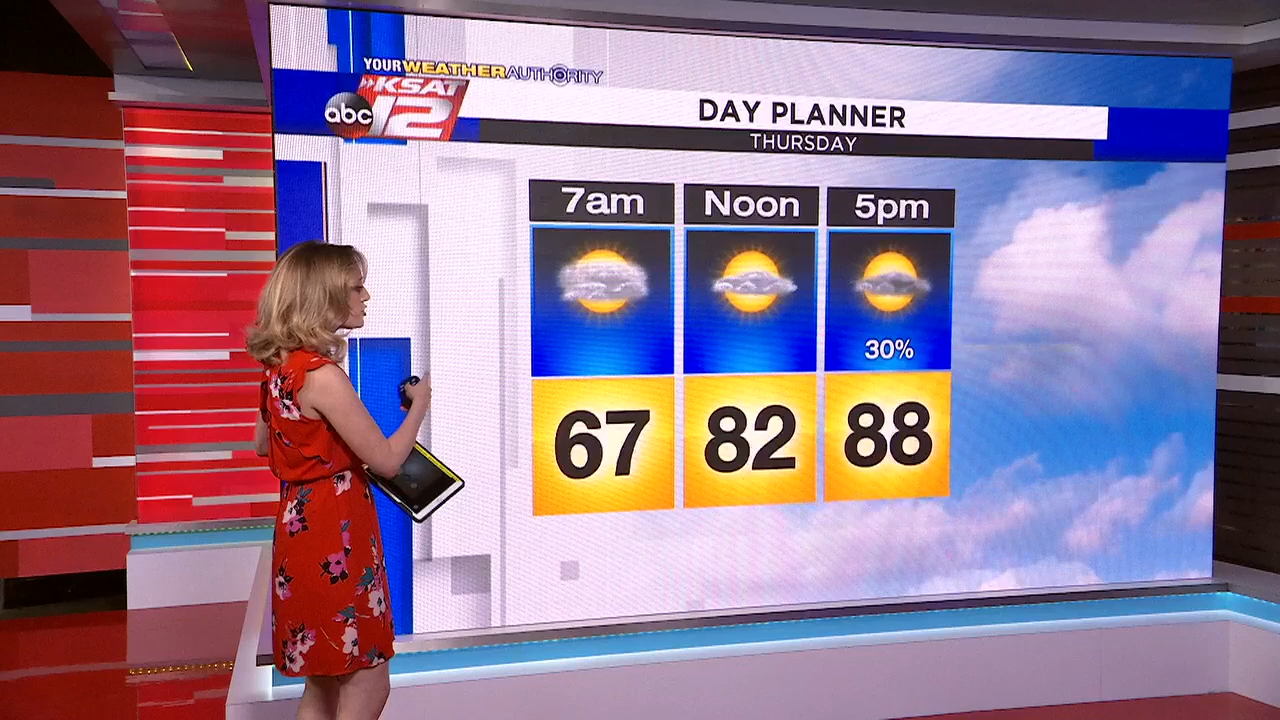 YOUR WEATHER AUTHORITY
abc KSAT 12
DAY PLANNER
THURSDAY
7am Noon 5pm
30%
67 82 88